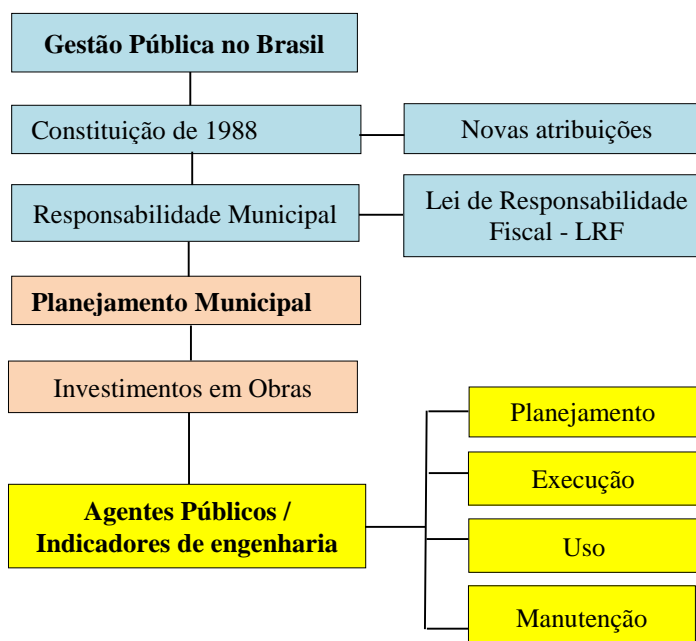 Gestão Pública no Brasil
Constituição de 1988
Novas atribuições
Responsabilidade Municipal
Lei de Responsabilidade
Fiscal - LRF
Planejamento Municipal
Investimentos em Obras
Agentes Públicos /
Indicadores de engenharia
Planejamento
Execução
Uso
Manutenção